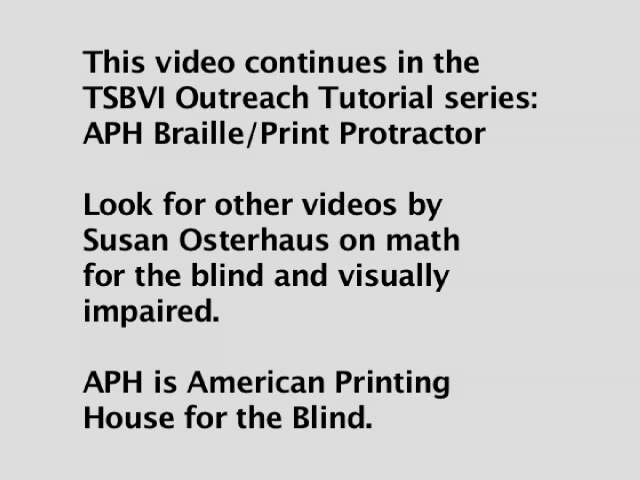 This video continues in the
TSBVI Outreach Tutorial series:
APH Braille/Print Protractor
Look for other videos by
Susan Osterhaus on math
for the blind and visually
impaired.
APH is American Printing
House for the Blind.